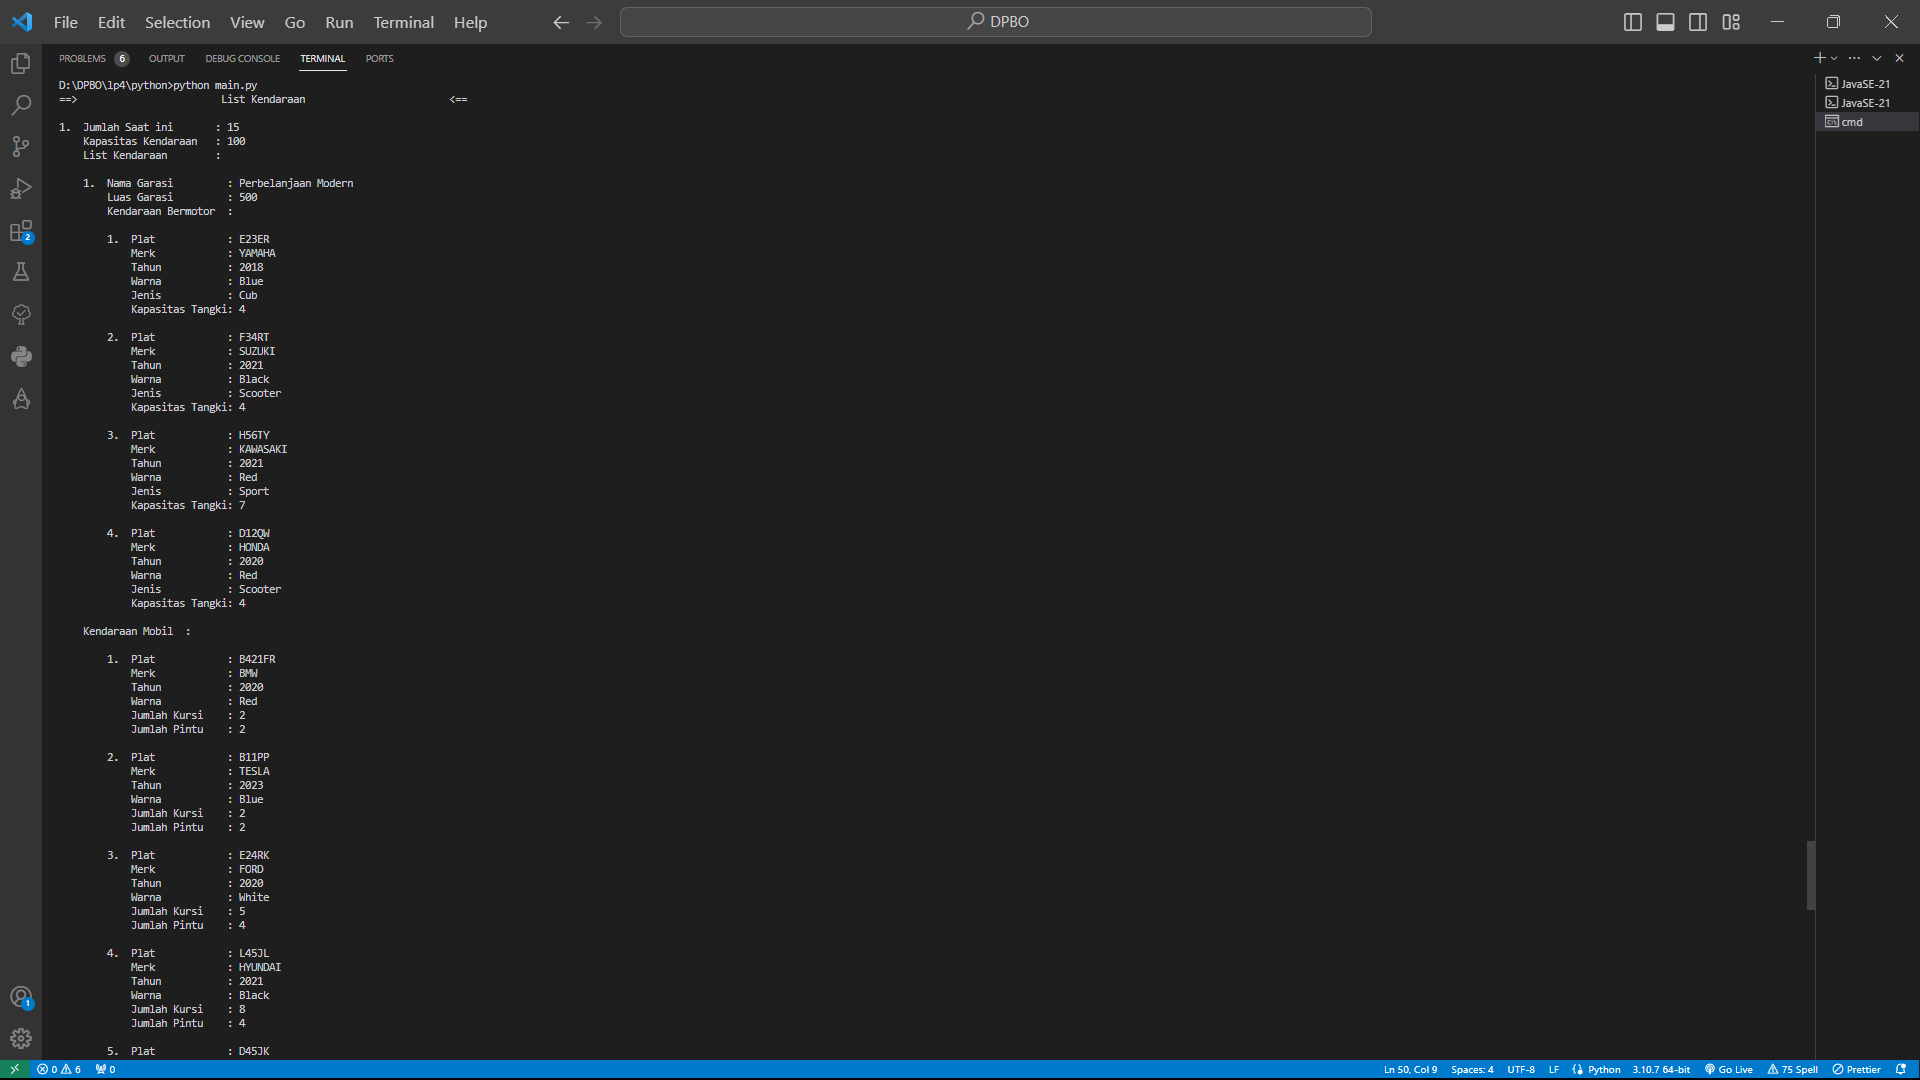 File Edit Selection View Go Run Terminal Help DPBO
PROBLEMS 6 OUTPUT DEBUG CONSOLE TERMINAL PORTS
D:\DPBO\lp4\python>python main.py
==> List Kendaraan <==
1. Jumlah Saat ini : 15
Kapasitas Kendaraan : 100
List Kendaraan :
1. Nama Garasi : Perbelanjaan Modern
Luas Garasi : 500
Kendaraan Bermotor :
1. Plat : E23ER
Merk : YAMAHA
Tahun : 2018
Warna : Blue
Jenis : Cub
Kapasitas Tangki: 4
2. Plat : F34RT
Merk : SUZUKI
Tahun : 2021
Warna : Black
Jenis : Scooter
Kapasitas Tangki: 4
3. Plat : H56TY
Merk : KAWASAKI
Tahun : 2021
Warna : Red
Jenis : Sport
Kapasitas Tangki: 7
4. Plat : D12QW
Merk : HONDA
Tahun : 2020
Warna : Red
Jenis : Scooter
Kapasitas Tangki: 4
Kendaraan Mobil :
1. Plat : B421FR
Merk : BMW
Tahun : 2020
Warna : Red
Jumlah Kursi : 2
Jumlah Pintu : 2
2. Plat : B11PP
Merk : TESLA
Tahun : 2023
Warna : Blue
Jumlah Kursi : 2
Jumlah Pintu : 2
3. Plat : E24RK
Merk : FORD
Tahun : 2020
Warna : White
Jumlah Kursi : 5
Jumlah Pintu : 4
4. Plat : L45JL
Merk : HYUNDAI
Tahun : 2021
Warna : Black
Jumlah Kursi : 8
Jumlah Pintu : 4
5. Plat : D45JK
JavaSE-21
JavaSE-21
cmd
2
1
0 6 0 Ln 50, Col 9 Spaces: 4 UTF-8 LF Python 3.10.7 64-bit Go Live 75 Spell Prettier